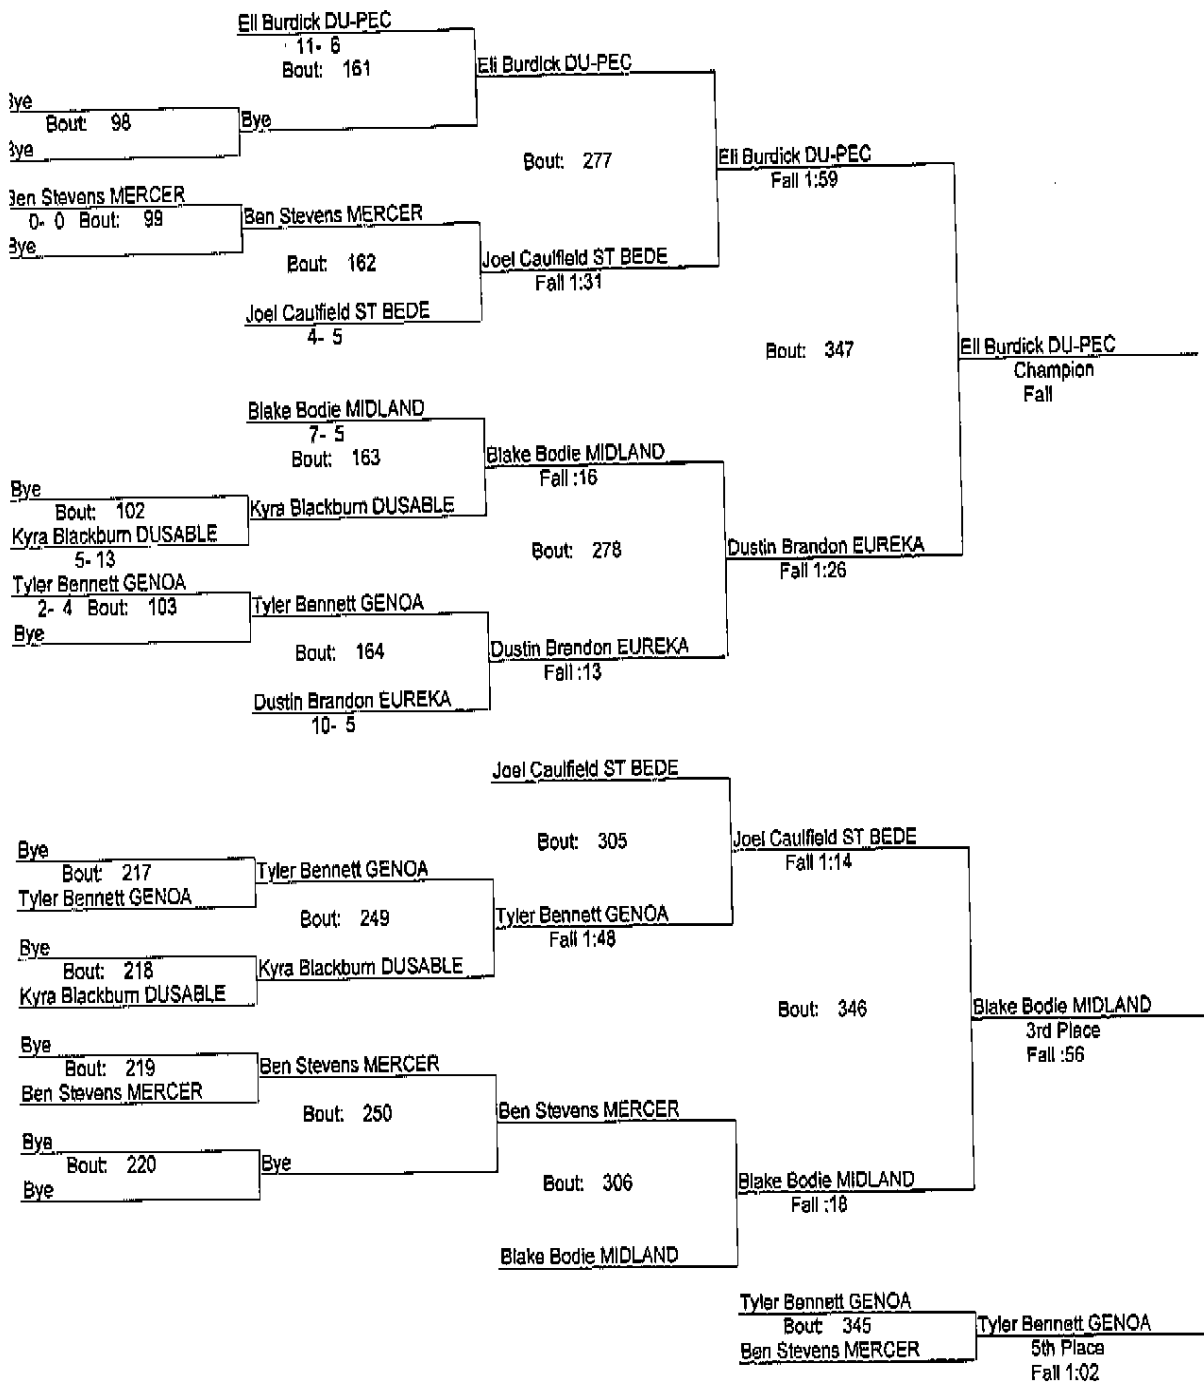 Eli Burdick DU-PEC
11- 6
Bout: 161
Eli Burdick DU-PEC
Bye
Bout: 98
Bye
Bye
Bout: 277
Eli Burdick DU-PEC
Fall 1:59
Ben Stevens MERCER
0- 0 Bout: 99
Ben Stevens MERCER
Bye
Bout: 162
Joel Caulfield ST BEDE
Fall 1:31
Joel Caulfield ST BEDE
4- 5
Bout: 347
Eli Burdick DU-PEC
Champion
Fall
Blake Bodie MIDLAND
7- 5
Bout: 163
Blake Bodie MIDLAND
Fall :16
Bye
Bout: 102
Kyra Blackburn DUSABLE
Kyra Blackburn DUSABLE
5- 13
Bout: 278
Dustin Brandon EUREKA
Fall 1:26
Tyler Bennett GENOA
2- 4 Bout: 103
Tyler Bennett GENOA
Bye
Bout: 164
Dustin Brandon EUREKA
Fall :13
Dustin Brandon EUREKA
10- 5
Joel Caulfield ST BEDE
Bout: 305
Joel Caulfield ST BEDE
Fall 1:14
Bye
Bout: 217
Tyler Bennett GENOA
Tyler Bennett GENOA
Bout: 249
Tyler Bennett GENOA
Fall 1:48
Bye
Bout: 218
Kyra Blackburn DUSABLE
Kyra Blackburn DUSABLE
Bout: 346
Blake Bodie MIDLAND
3rd Place
Fall :56
Bye
Bout: 219
Ben Stevens MERCER
Ben Stevens MERCER
Bout: 250
Ben Stevens MERCER
Bye
Bout: 220
Bye
Bye
Bout: 306
Blake Bodie MIDLAND
Fall :18
Blake Bodie MIDLAND
Tyler Bennett GENOA
Bout: 345
Tyler Bennett GENOA
Ben Stevens MERCER
5th Place
Fall 1:02